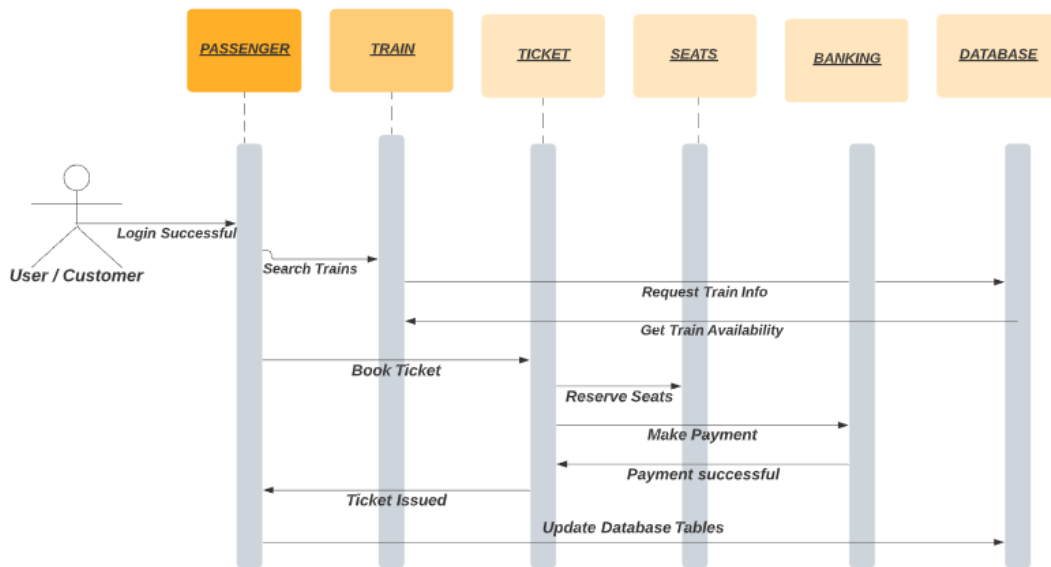 PASSENGER
TRAIN
TICKET
SEATS
BANKING
DATABASE
Login Successful
User / Customer
Search Trains
Request Train Info
Get Train Availability
Book Ticket
Reserve Seats
Make Payment
Payment successful
Ticket Issued
Update Database Tables